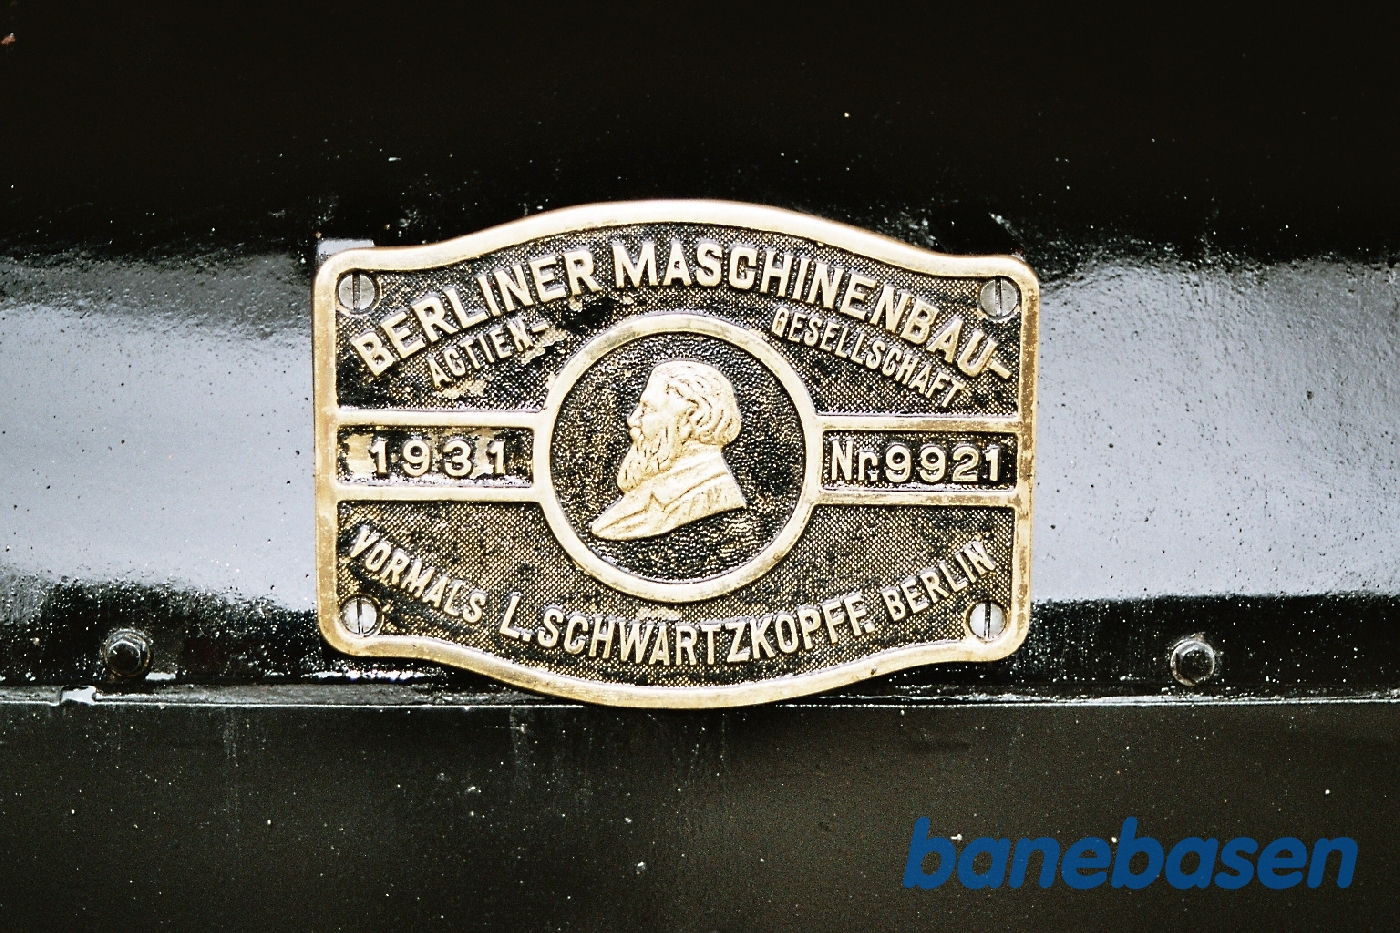 BERLINER MASCHINENBAU-
ACTIEN- GESELLSCHAFT
1931 Nr. 9921
VORMALS L. SCHWARTZKOPFF. BERLIN
banebasen